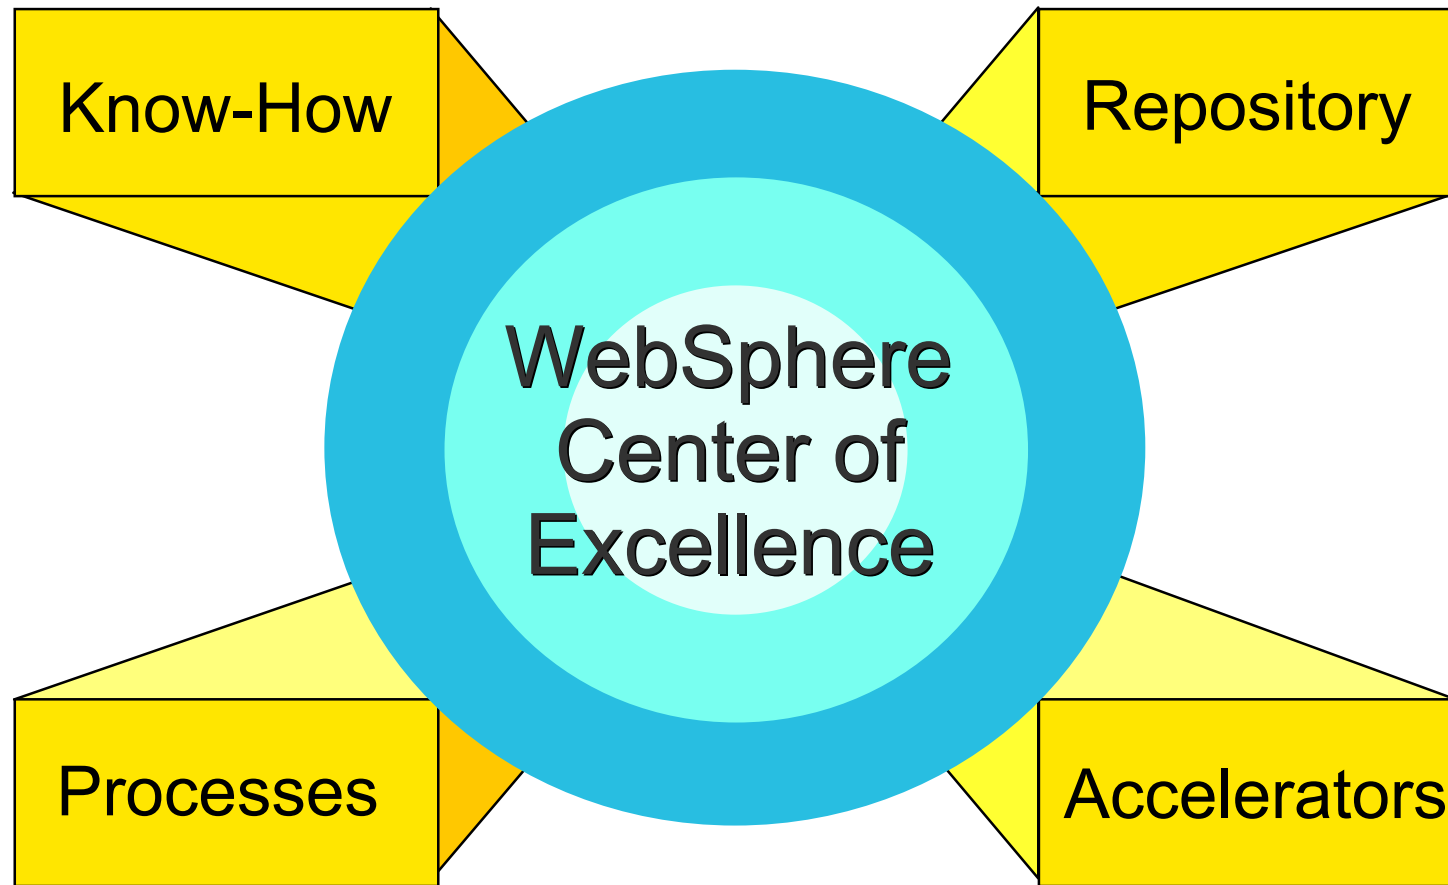 Know-How
Repository
WebSphere
Center of
Excellence
Processes
Accelerators